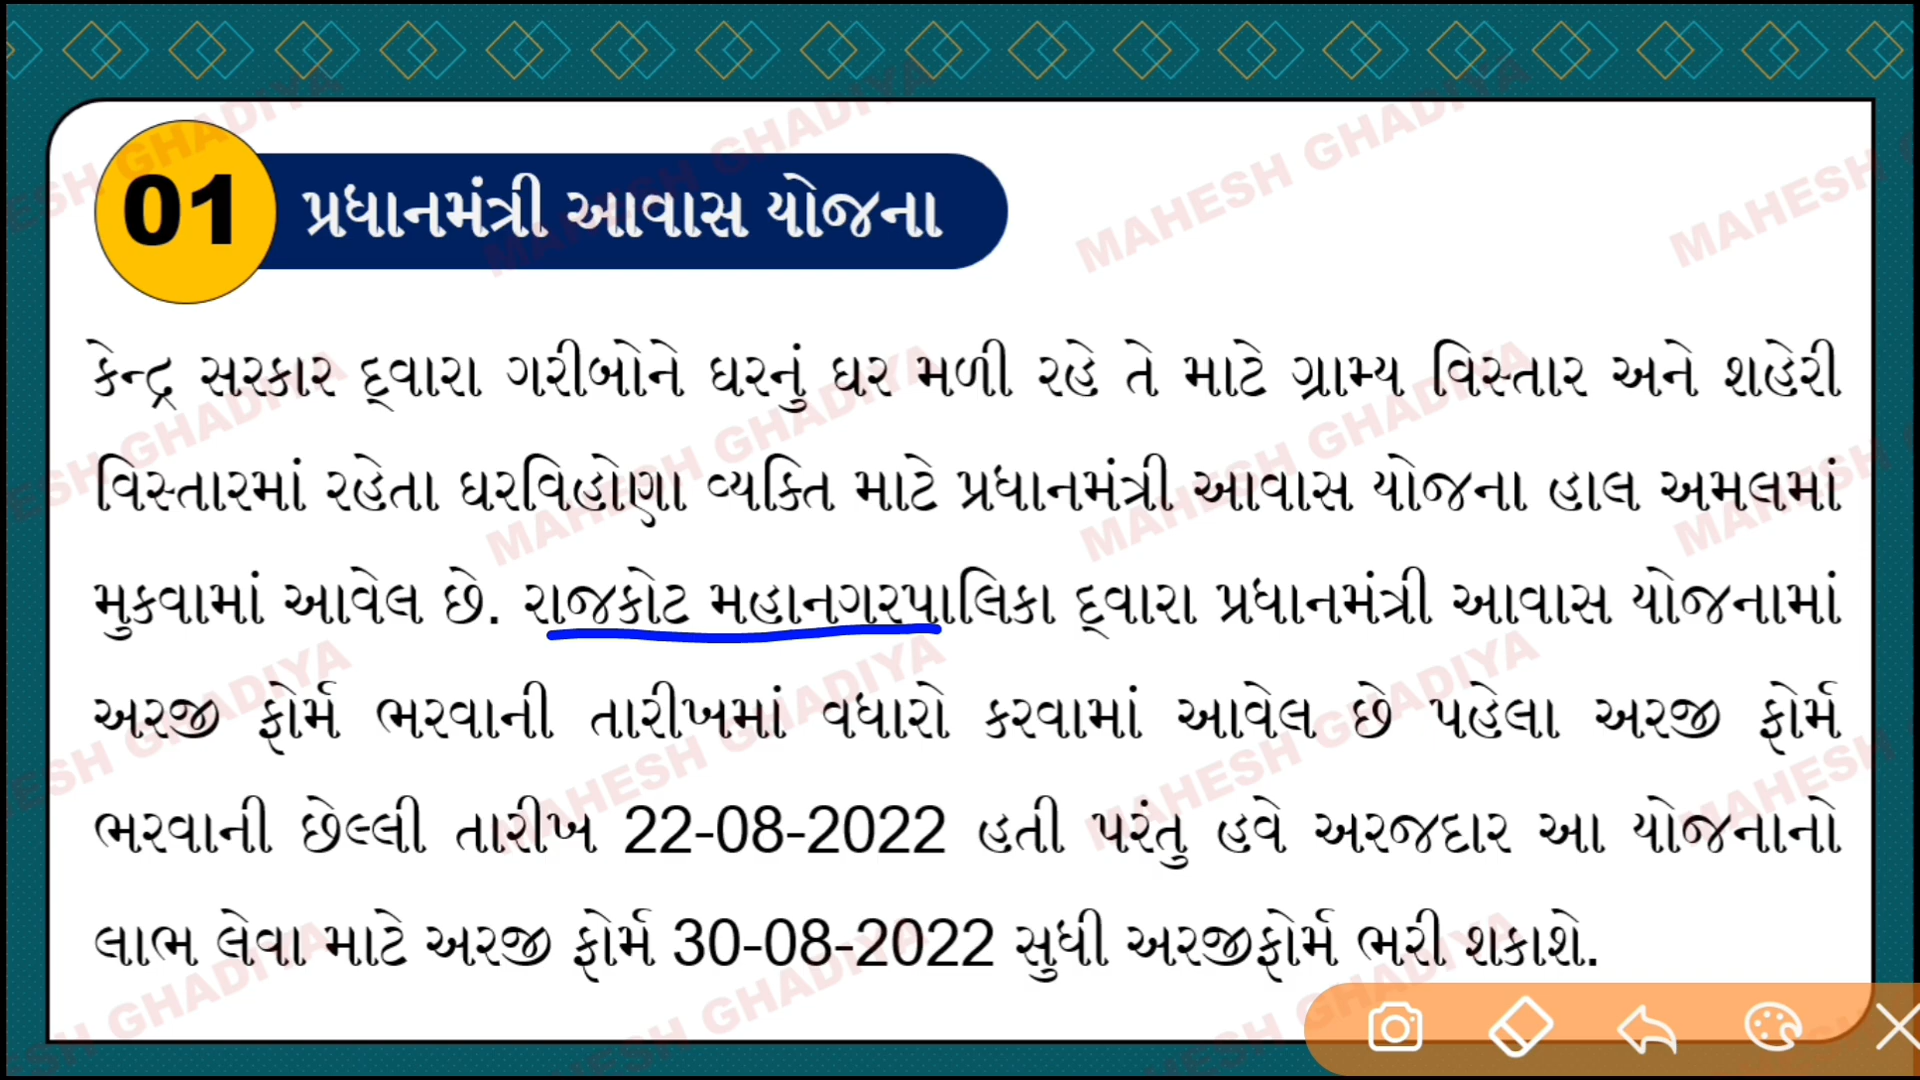 01
પ્રધાનમંત્રી આવાસ યોજના
કેન્દ્ર સરકાર દ્વારા ગરીબોને ઘરનું ઘર મળી રહે તે માટે ગ્રામ્ય વિસ્તાર અને શહેરી
વિસ્તારમાં રહેતા ઘરવિહોણા વ્યક્તિ માટે પ્રધાનમંત્રી આવાસ યોજના હાલ અમલમાં
મુકવામાં આવેલ છે. રાજકોટ મહાનગરપાલિકા દ્વારા પ્રધાનમંત્રી આવાસ યોજનામાં
અરજી ફોર્મ ભરવાની તારીખમાં વધારો કરવામાં આવેલ છે પહેલા અરજી ફોર્મ
ભરવાની છેલ્લી તારીખ 22-08-2022 હતી પરંતુ હવે અરજદાર આ યોજનાનો
લાભ લેવા માટે અરજી ફોર્મ 30-08-2022 સુધી અરજીફોર્મ ભરી શકાશે.
MAHESH GHADIYA